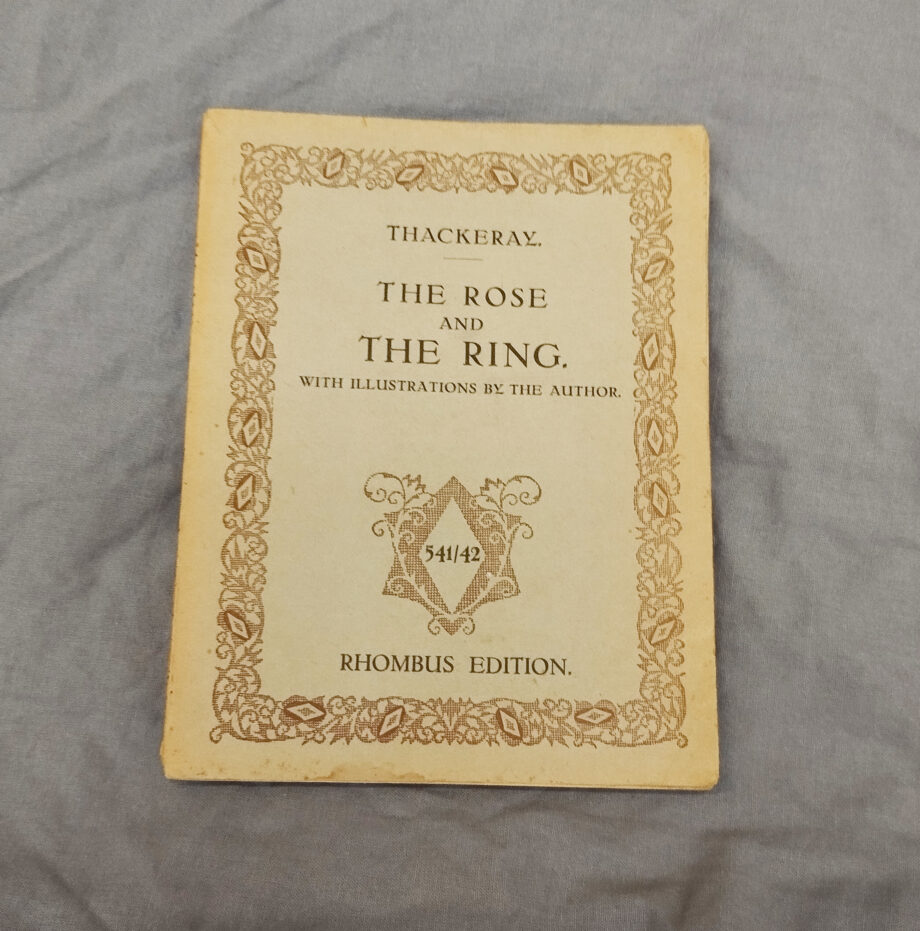 THACKERAY.
THE ROSE
AND
THE RING.
WITH ILLUSTRATIONS BY THE AUTHOR.
541/42
RHOMBUS EDITION.